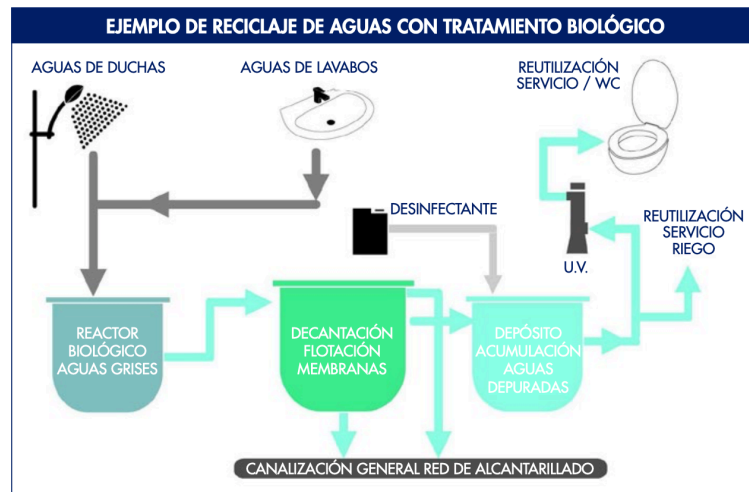 EJEMPLO DE RECICLAJE DE AGUAS CON TRATAMIENTO BIOLÓGICO
AGUAS DE DUCHAS
AGUAS DE LAVABOS
REUTILIZACIÓN
SERVICIO / WC
DESINFECTANTE
U.V.
REUTILIZACIÓN
SERVICIO
RIEGO
REACTOR
BIOLÓGICO
AGUAS GRISES
DECANTACIÓN
FLOTACIÓN
MEMBRANAS
DEPÓSITO
ACUMULACIÓN
AGUAS
DEPURADAS
CANALIZACIÓN GENERAL RED DE ALCANTARILLADO